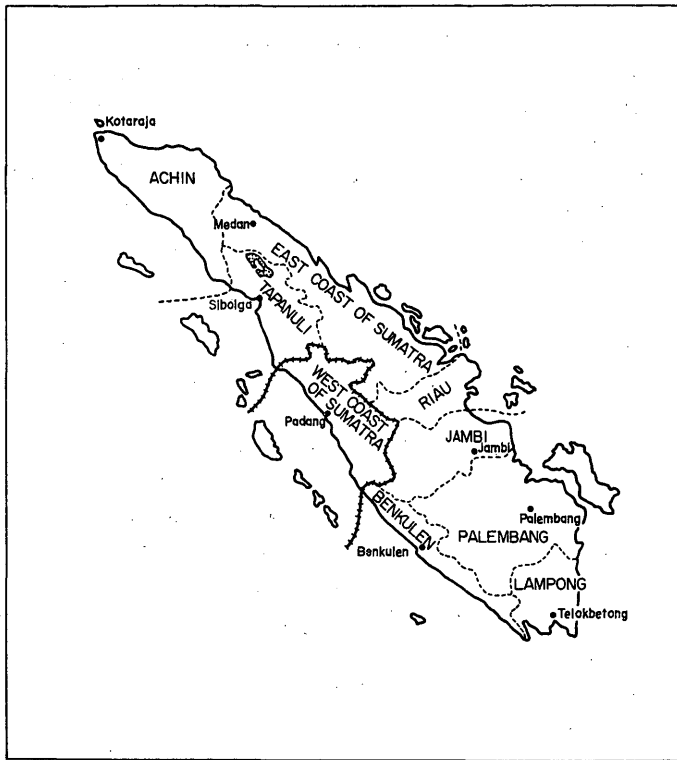 Kotaraja
ACHIN
Medan
EAST COAST OF SUMATRA
Sibolga
TAPANULI
WEST COAST
OF SUMATRA
RIAU
Padang
JAMBI
Jambi
BENKULEN
Palembang
PALEMBANG
Benkulen
LAMPONG
Telokbetong